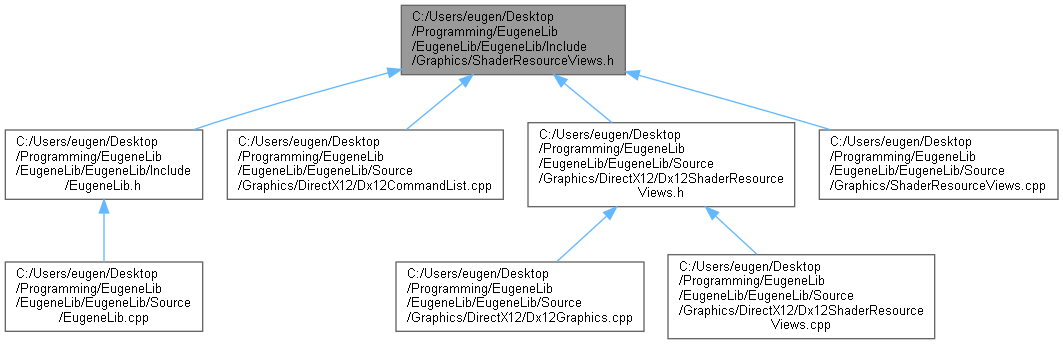 C:/Users/eugen/Desktop
/Programming/EugeneLib
/EugeneLib/EugeneLib/Include
/Graphics/ShaderResourceViews.h
C:/Users/eugen/Desktop
/Programming/EugeneLib
/EugeneLib/EugeneLib/Include
/EugeneLib.h
C:/Users/eugen/Desktop
/Programming/EugeneLib
/EugeneLib/EugeneLib/Source
/Graphics/DirectX12/Dx12CommandList.cpp
C:/Users/eugen/Desktop
/Programming/EugeneLib
/EugeneLib/EugeneLib/Source
/Graphics/DirectX12/Dx12ShaderResource
Views.h
C:/Users/eugen/Desktop
/Programming/EugeneLib
/EugeneLib/EugeneLib/Source
/Graphics/ShaderResourceViews.cpp
C:/Users/eugen/Desktop
/Programming/EugeneLib
/EugeneLib/EugeneLib/Source
/EugeneLib.cpp
C:/Users/eugen/Desktop
/Programming/EugeneLib
/EugeneLib/EugeneLib/Source
/Graphics/DirectX12/Dx12Graphics.cpp
C:/Users/eugen/Desktop
/Programming/EugeneLib
/EugeneLib/EugeneLib/Source
/Graphics/DirectX12/Dx12ShaderResource
Views.cpp